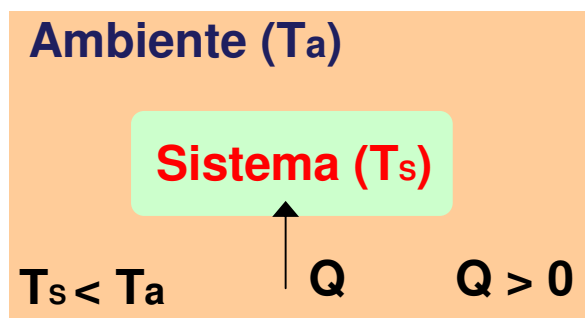 Ambiente (Ta)
Sistema (Ts)
Ts < Ta Q Q > 0